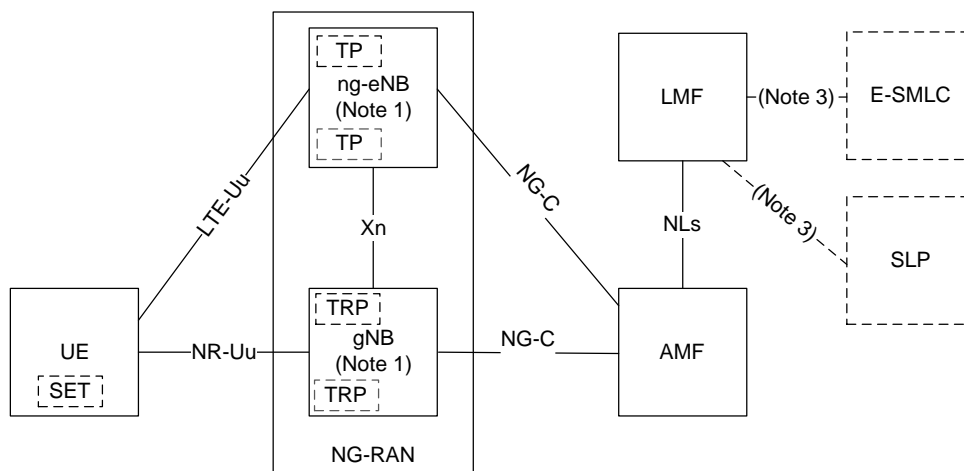 TP
ng-eNB
(Note 1)
TP
LMF
(Note 3)
E-SMLC
LTE-Uu
Xn
NG-C
NLs
(Note 3)
SLP
UE
SET
NR-Uu
TRP
gNB
(Note 1)
TRP
NG-C
AMF
NG-RAN